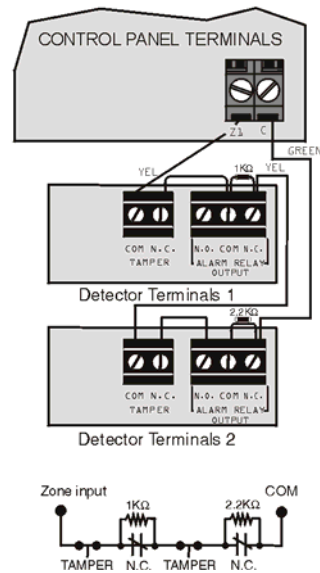 CONTROL PANEL TERMINALS
Z1 C
GREEN
YEL 1KΩ YEL
COM N.C. N.O. COM N.C.
TAMPER ALARM RELAY
OUTPUT
Detector Terminals 1
2.2KΩ
COM N.C. N.O. COM N.C.
TAMPER ALARM RELAY
OUTPUT
Detector Terminals 2
Zone input COM
1KΩ 2.2KΩ
TAMPER N.C. TAMPER N.C.